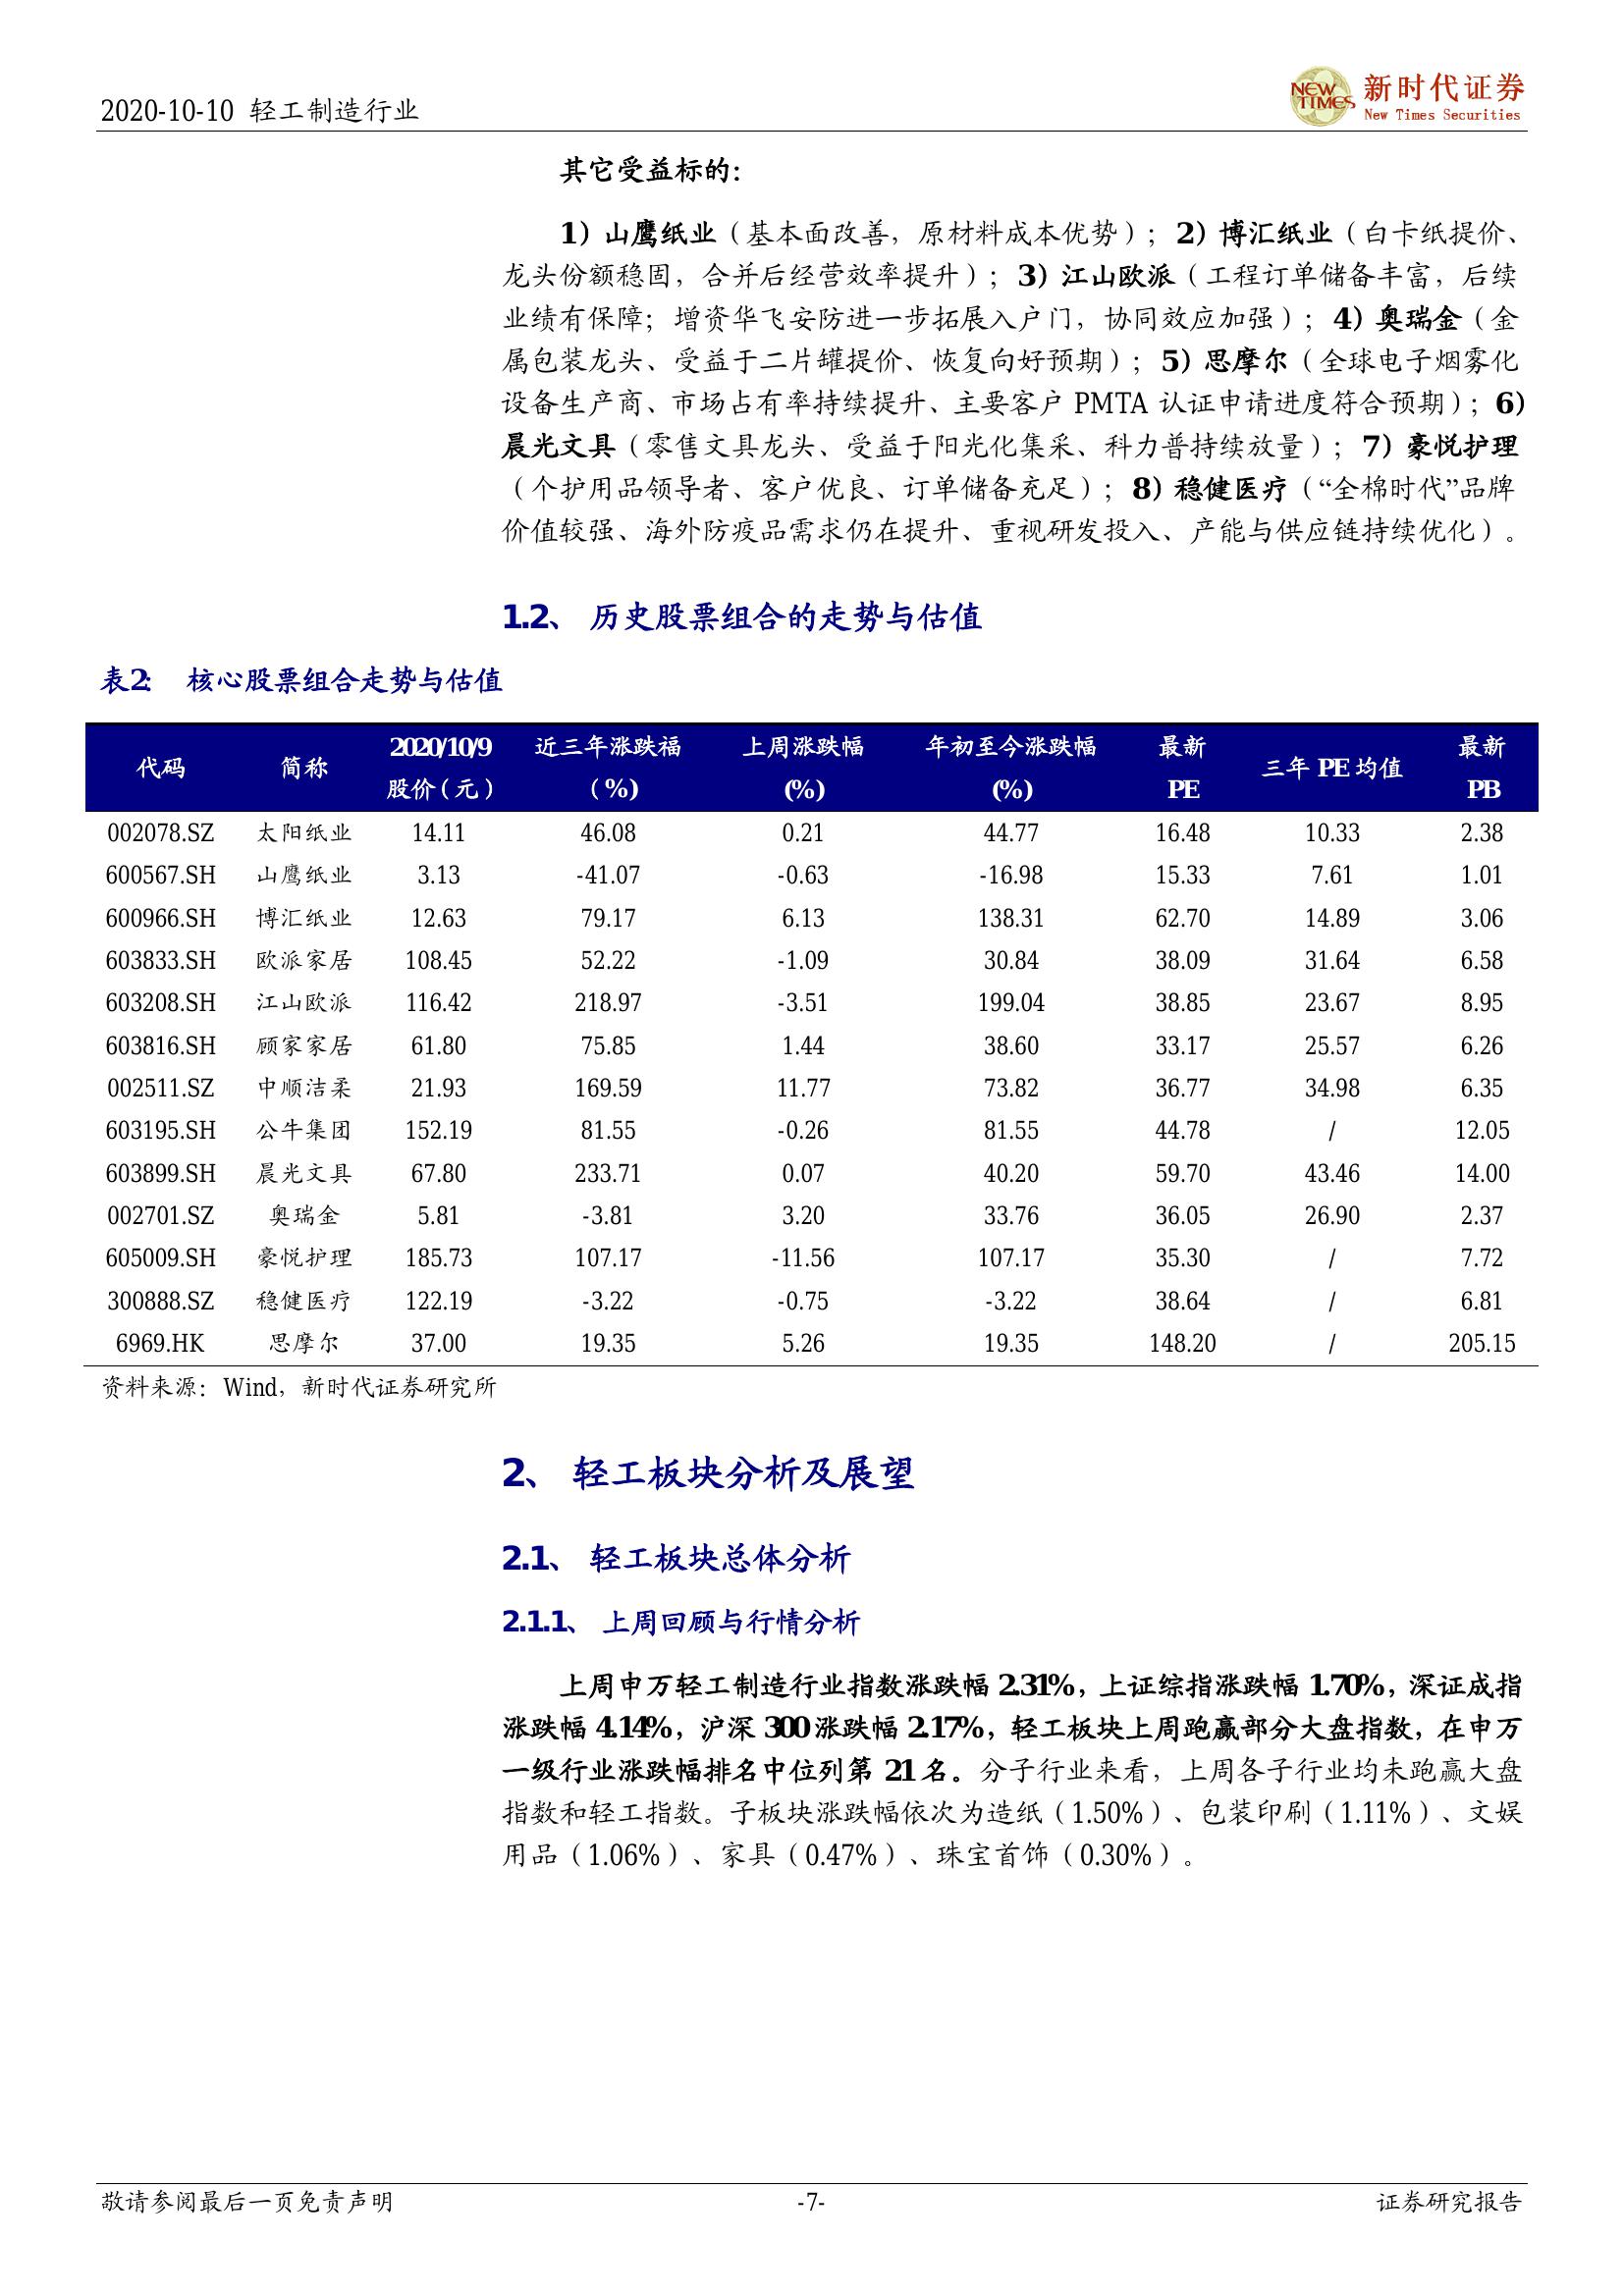 2020-10-10 轻工制造行业
NEW TIMES 新时代证券
New Times Securities
其它受益标的：
1）山鹰纸业（基本面改善，原材料成本优势）；2）博汇纸业（白卡纸提价、
龙头份额稳固，合并后经营效率提升）；3）江山欧派（工程订单储备丰富，后续
业绩有保障；增资华飞安防进一步拓展入户门，协同效应加强）；4）奥瑞金（金
属包装龙头、受益于二片罐提价、恢复向好预期）；5）思摩尔（全球电子烟雾化
设备生产商、市场占有率持续提升、主要客户 PMTA 认证申请进度符合预期）；6）
晨光文具（零售文具龙头、受益于阳光化集采、科力普持续放量）；7）豪悦护理
（个护用品领导者、客户优良、订单储备充足）；8）稳健医疗（“全棉时代”品牌
价值较强、海外防疫品需求仍在提升、重视研发投入、产能与供应链持续优化）。
1.2、 历史股票组合的走势与估值
表2： 核心股票组合走势与估值
代码 简称 2020/10/9 股价（元） 近三年涨跌福（%) 上周涨跌幅(%) 年初至今涨跌幅(%) 最新PE 三年 PE 均值 最新PB
002078.SZ 太阳纸业 14.11 46.08 0.21 44.77 16.48 10.33 2.38
600567.SH 山鹰纸业 3.13 -41.07 -0.63 -16.98 15.33 7.61 1.01
600966.SH 博汇纸业 12.63 79.17 6.13 138.31 62.70 14.89 3.06
603833.SH 欧派家居 108.45 52.22 -1.09 30.84 38.09 31.64 6.58
603208.SH 江山欧派 116.42 218.97 -3.51 199.04 38.85 23.67 8.95
603816.SH 顾家家居 61.80 75.85 1.44 38.60 33.17 25.57 6.26
002511.SZ 中顺洁柔 21.93 169.59 11.77 73.82 36.77 34.98 6.35
603195.SH 公牛集团 152.19 81.55 -0.26 81.55 44.78 / 12.05
603899.SH 晨光文具 67.80 233.71 0.07 40.20 59.70 43.46 14.00
002701.SZ 奥瑞金 5.81 -3.81 3.20 33.76 36.05 26.90 2.37
605009.SH 豪悦护理 185.73 107.17 -11.56 107.17 35.30 / 7.72
300888.SZ 稳健医疗 122.19 -3.22 -0.75 -3.22 38.64 / 6.81
6969.HK 思摩尔 37.00 19.35 5.26 19.35 148.20 / 205.15
资料来源：Wind，新时代证券研究所
2、 轻工板块分析及展望
2.1、 轻工板块总体分析
2.1.1、 上周回顾与行情分析
上周申万轻工制造行业指数涨跌幅 2.31%，上证综指涨跌幅 1.70%，深证成指
涨跌幅 4.14%，沪深 300 涨跌幅 2.17%，轻工板块上周跑赢部分大盘指数，在申万
一级行业涨跌幅排名中位列第 21 名。分子行业来看，上周各子行业均未跑赢大盘
指数和轻工指数。子板块涨跌幅依次为造纸（1.50%）、包装印刷（1.11%）、文娱
用品（1.06%）、家具（0.47%）、珠宝首饰（0.30%）。
敬请参阅最后一页免责声明 -7- 证券研究报告